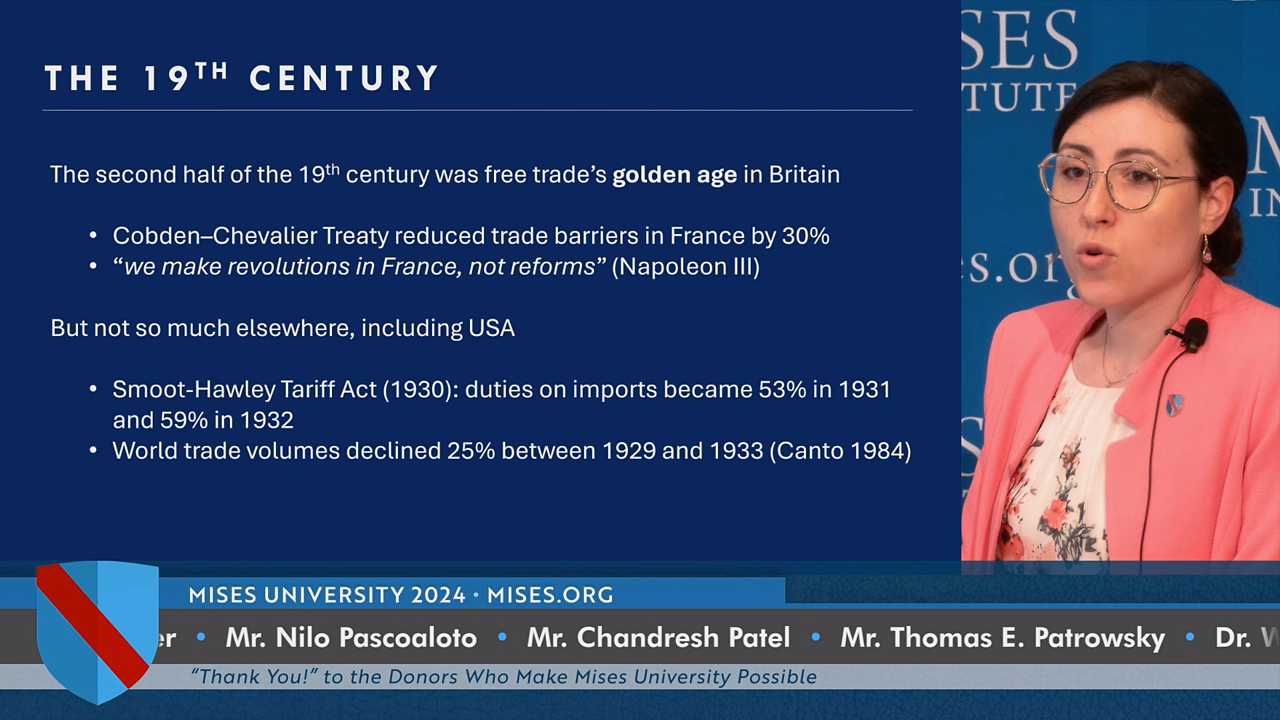 THE 19TH CENTURY
The second half of the 19th century was free trade’s golden age in Britain
• Cobden–Chevalier Treaty reduced trade barriers in France by 30%
• “we make revolutions in France, not reforms” (Napoleon III)
But not so much elsewhere, including USA
• Smoot-Hawley Tariff Act (1930): duties on imports became 53% in 1931
and 59% in 1932
• World trade volumes declined 25% between 1929 and 1933 (Canto 1984)
SES
TUTE
M
IN
es.org
S
MISES UNIVERSITY 2024 • MISES.ORG
er • Mr. Nilo Pascoaloto • Mr. Chandresh Patel • Mr. Thomas E. Patrowsky • Dr. W
“Thank You!” to the Donors Who Make Mises University Possible